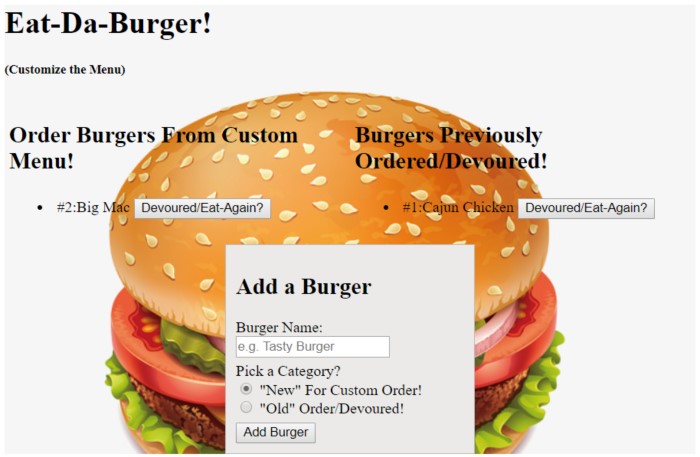 Eat-Da-Burger!
(Customize the Menu)
Order Burgers From Custom
Menu!
#2:Big Mac Devoured/Eat-Again?
Burgers Previously
Ordered/Devoured!
#1:Cajun Chicken Devoured/Eat-Again?
Add a Burger
Burger Name:
e.g. Tasty Burger
Pick a Category?
"New" For Custom Order!
"Old" Order/Devoured!
Add Burger